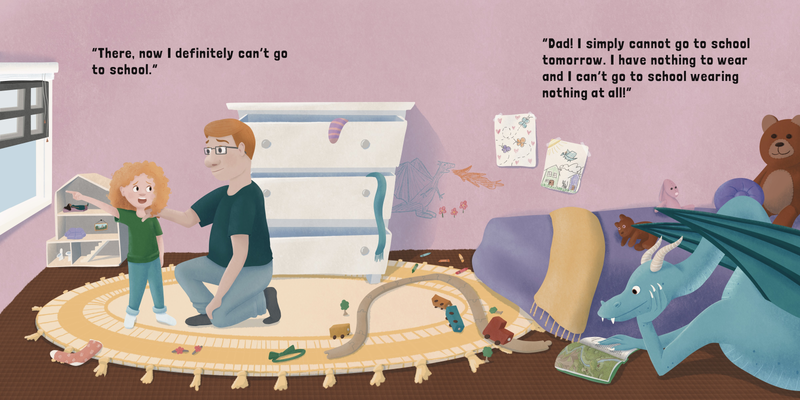 "There, now I definitely can't go
to school."
"Dad! I simply cannot go to school
tomorrow. I have nothing to wear
and I can't go to school wearing
nothing at all!"